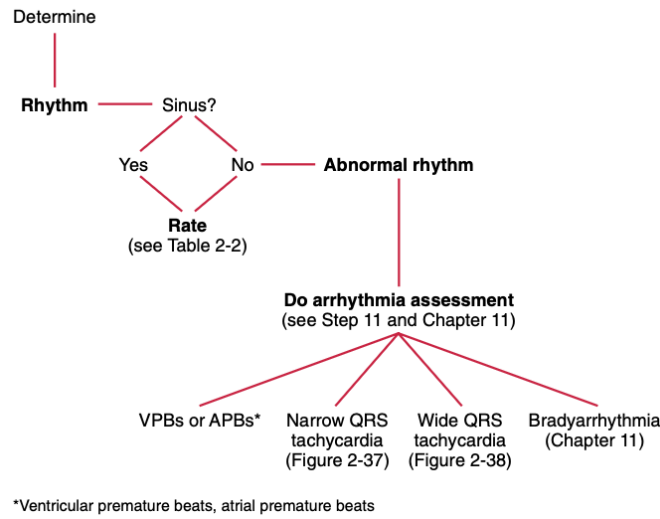 Determine
Rhythm
Sinus?
Yes
No
Abnormal rhythm
Rate
(see Table 2-2)
Do arrhythmia assessment
(see Step 11 and Chapter 11)
VPBs or APBs*
Narrow QRS
tachycardia
(Figure 2-37)
Wide QRS
tachycardia
(Figure 2-38)
Bradyarrhythmia
(Chapter 11)
*Ventricular premature beats, atrial premature beats